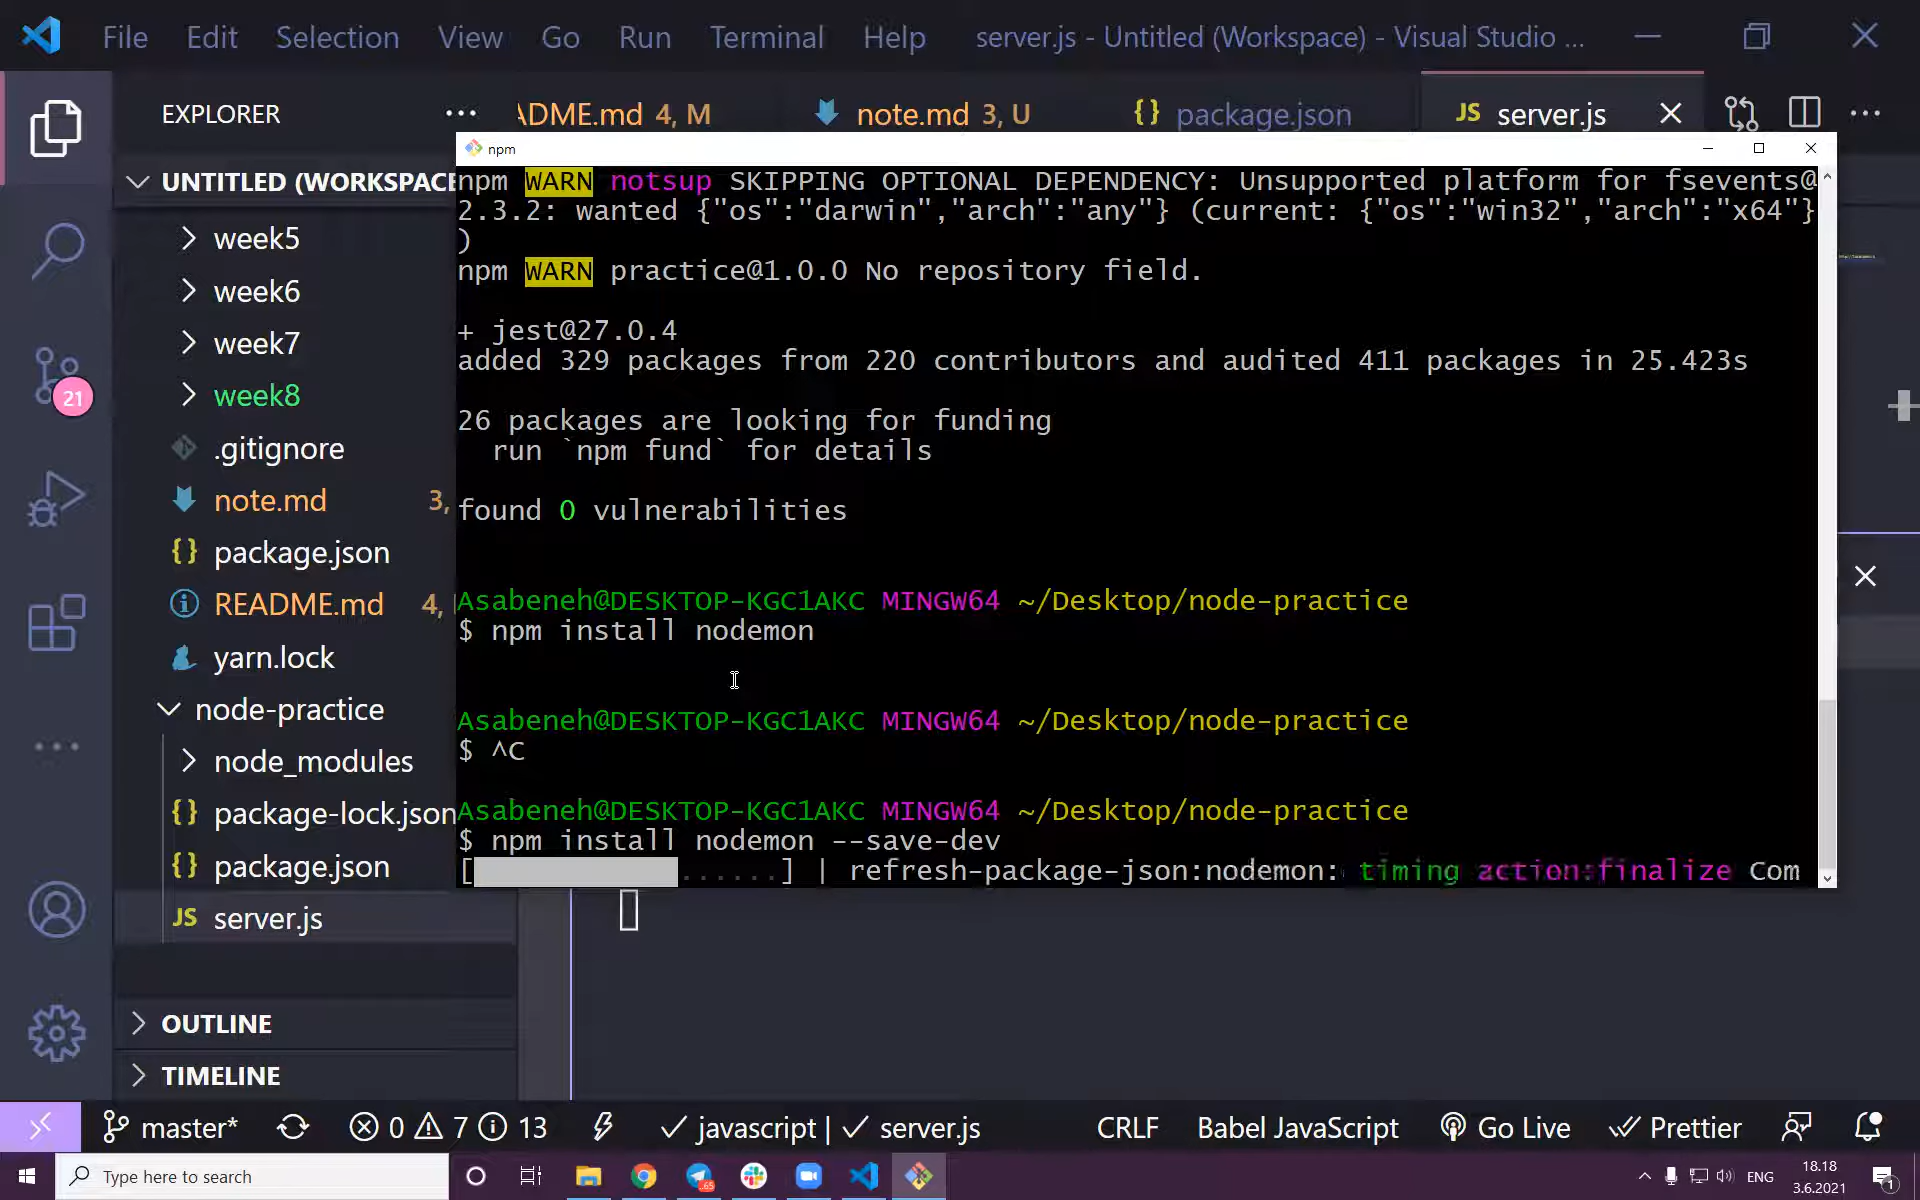 File Edit Selection View Go Run Terminal Help server.js - Untitled (Workspace) - Visual Studio ...
EXPLORER ... ADME.md 4, M note.md 3, U {} package.json JS server.js ...
npm
UNTITLED (WORKSPACE
npm WARN notsup SKIPPING OPTIONAL DEPENDENCY: Unsupported platform for fsevents@
2.3.2: wanted {"os":"darwin","arch":"any"} (current: {"os":"win32","arch":"x64"}
)
npm WARN practice@1.0.0 No repository field.
+ jest@27.0.4
added 329 packages from 220 contributors and audited 411 packages in 25.423s
26 packages are looking for funding
run `npm fund` for details
found 0 vulnerabilities
Asabeneh@DESKTOP-KGC1AKC MINGW64 ~/Desktop/node-practice
$ npm install nodemon
Asabeneh@DESKTOP-KGC1AKC MINGW64 ~/Desktop/node-practice
$ ^C
Asabeneh@DESKTOP-KGC1AKC MINGW64 ~/Desktop/node-practice
$ npm install nodemon --save-dev
[ ......] | refresh-package-json:nodemon: timing action:finalize Com
week5
week6
week7
week8
21
.gitignore
note.md 3,
{} package.json
README.md 4,
yarn.lock
node-practice
node_modules
{} package-lock.json
{} package.json
JS server.js
OUTLINE
TIMELINE
master* 0 7 13 javascript | server.js CRLF Babel JavaScript Go Live Prettier
Type here to search 65 ENG 18.18
3.6.2021 1